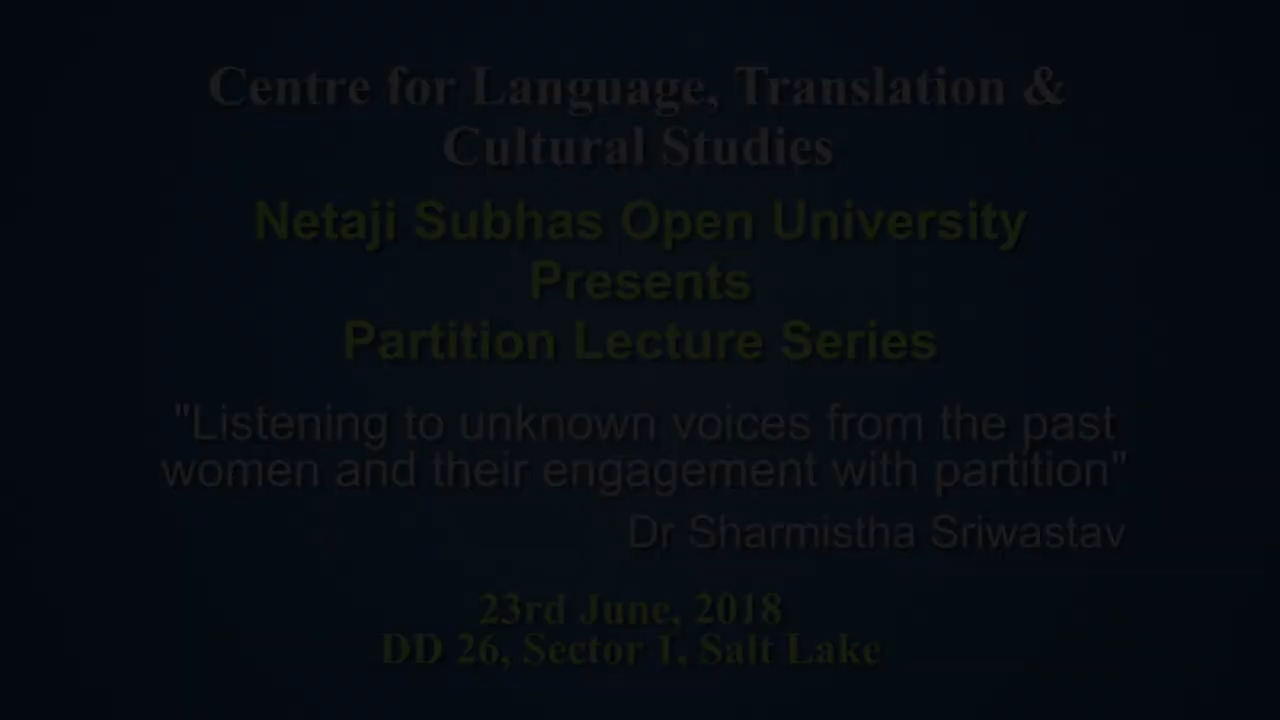 Centre for Language, Translation &
Cultural Studies
Netaji Subhas Open University
Presents
Partition Lecture Series
"Listening to unknown voices from the past
women and their engagement with partition"
Dr Sharmistha Sriwastav
23rd June, 2018
DD 26, Sector 1, Salt Lake